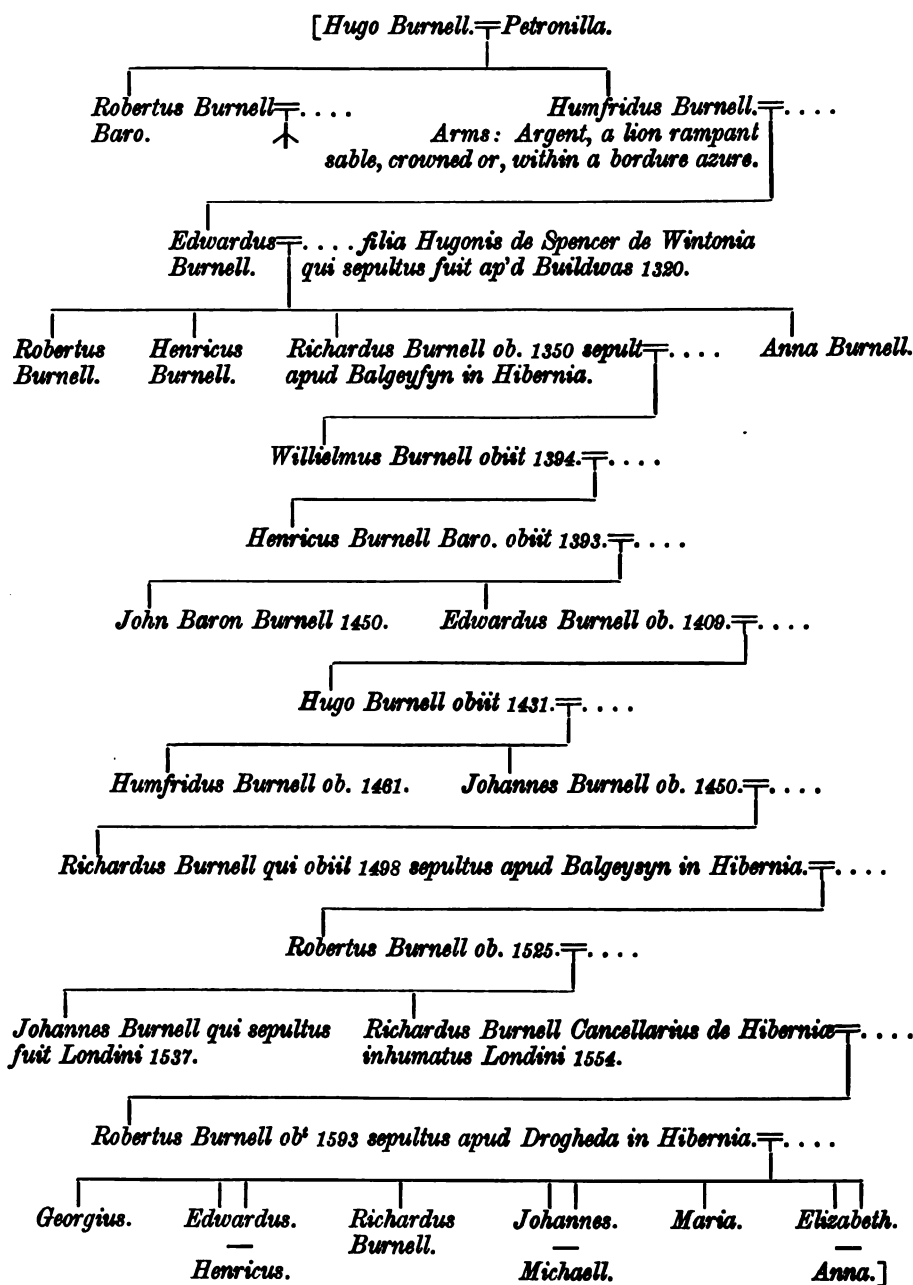 [Hugo Burnell.=Petronilla.
Robertus Burnell=. . . .
Baro.
Humfridus Burnell.=. . . .
Arms: Argent, a lion rampant
sable, crowned or, within a bordure azure.
Edwardus=. . . . filia Hugonis de Spencer de Wintonia
Burnell. qui sepultus fuit ap'd Buildwas 1320.
Robertus
Burnell.
Henricus
Burnell.
Richardus Burnell ob. 1350 sepult=. . . .
apud Balgeyfyn in Hibernia.
Anna Burnell.
Willielmus Burnell obiit 1394.=. . . .
Henricus Burnell Baro. obiit 1393.=. . . .
John Baron Burnell 1450.
Edwardus Burnell ob. 1409.=. . . .
Hugo Burnell obiit 1431.=. . . .
Humfridus Burnell ob. 1461.
Johannes Burnell ob. 1450.=. . . .
Richardus Burnell qui obiit 1498 sepultus apud Balgeysyn in Hibernia.=. . . .
Robertus Burnell ob. 1525.=. . . .
Johannes Burnell qui sepultus
fuit Londini 1537.
Richardus Burnell Cancellarius de Hiberniæ=. . . .
inhumatus Londini 1554.
Robertus Burnell obt 1593 sepultus apud Drogheda in Hibernia.=. . . .
Georgius.
Edwardus.
—
Henricus.
Richardus
Burnell.
Johannes.
—
Michaell.
Maria.
Elizabeth.
—
Anna.]